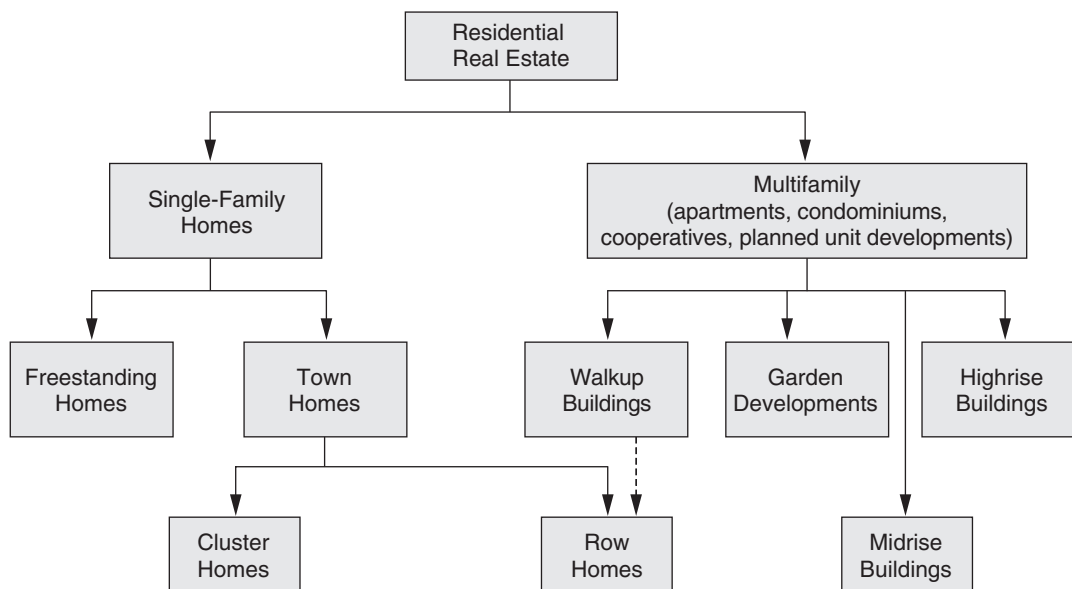 Residential
Real Estate
Single-Family
Homes
Multifamily
(apartments, condominiums,
cooperatives, planned unit developments)
Freestanding
Homes
Town
Homes
Walkup
Buildings
Garden
Developments
Highrise
Buildings
Cluster
Homes
Row
Homes
Midrise
Buildings